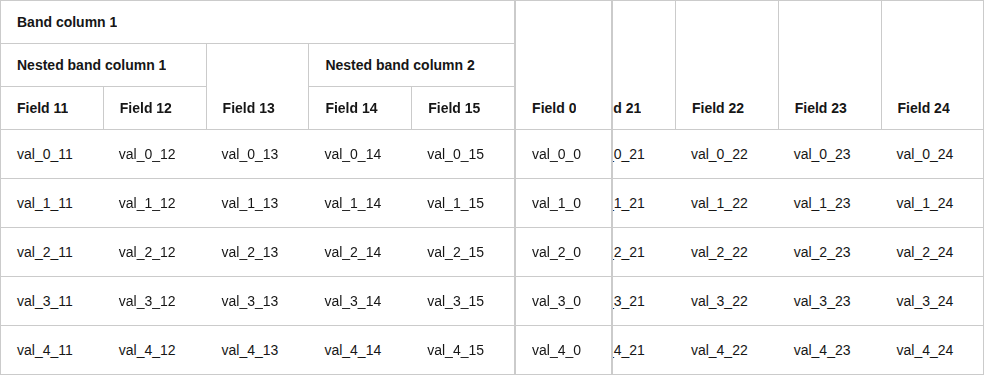 Band column 1
Nested band column 1 Nested band column 2
Field 11 Field 12 Field 13 Field 14 Field 15 Field 0 d 21 Field 22 Field 23 Field 24
val_0_11 val_0_12 val_0_13 val_0_14 val_0_15 val_0_0 0_21 val_0_22 val_0_23 val_0_24
val_1_11 val_1_12 val_1_13 val_1_14 val_1_15 val_1_0 1_21 val_1_22 val_1_23 val_1_24
val_2_11 val_2_12 val_2_13 val_2_14 val_2_15 val_2_0 2_21 val_2_22 val_2_23 val_2_24
val_3_11 val_3_12 val_3_13 val_3_14 val_3_15 val_3_0 3_21 val_3_22 val_3_23 val_3_24
val_4_11 val_4_12 val_4_13 val_4_14 val_4_15 val_4_0 4_21 val_4_22 val_4_23 val_4_24